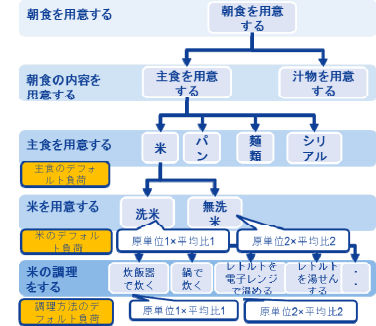 朝食を用意する
朝食を用意
する
朝食の内容を
用意する
主食を用意
する
汁物を用意
する
主食を用意する
米
パ
ン
麺
類
シリ
アル
主食のデフォ
ルト負荷
米を用意する
洗米
無洗
米
米のデフォル
ト負荷
原単位1×平均比1
原単位2×平均比2
米の調理
をする
炊飯器
で炊く
鍋で
炊く
レトルトを
電子レンジ
で温める
レトルト
を湯せん
する
・
・
調理方法のデ
フォルト負荷
原単位1×平均比1
原単位2×平均比2